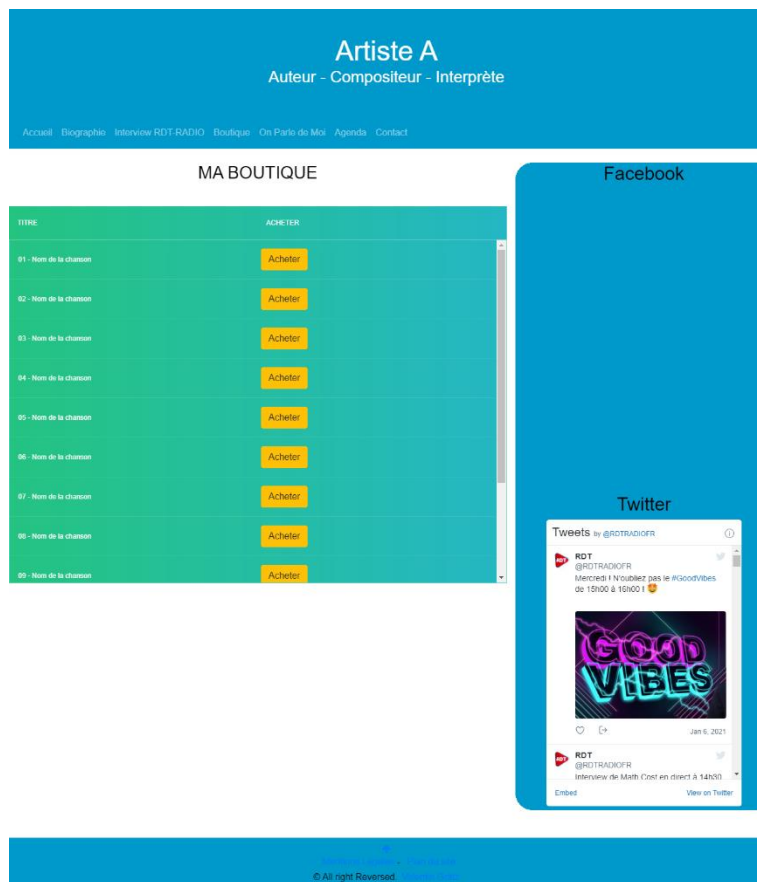 Artiste A
Auteur - Compositeur - Interprète
Accueil Biographie Interview RDT-RADIO Boutique On Parle de Moi Agenda Contact
MA BOUTIQUE
TITRE ACHETER
01 - Nom de la chanson Acheter
02 - Nom de la chanson Acheter
03 - Nom de la chanson Acheter
04 - Nom de la chanson Acheter
05 - Nom de la chanson Acheter
06 - Nom de la chanson Acheter
07 - Nom de la chanson Acheter
08 - Nom de la chanson Acheter
09 - Nom de la chanson Acheter
Facebook
Twitter
Tweets by @RDTRADIOFR
RDT
RDT
@RDTRADIOFR
Mercredi ! N'oubliez pas le #GoodVibes
de 15h00 à 16h00 !
GOOD
VIBES
Jan 6, 2021
RDT
RDT
@RDTRADIOFR
Interview de Math Cost en direct à 14h30
Embed View on Twitter
© All right Reversed.